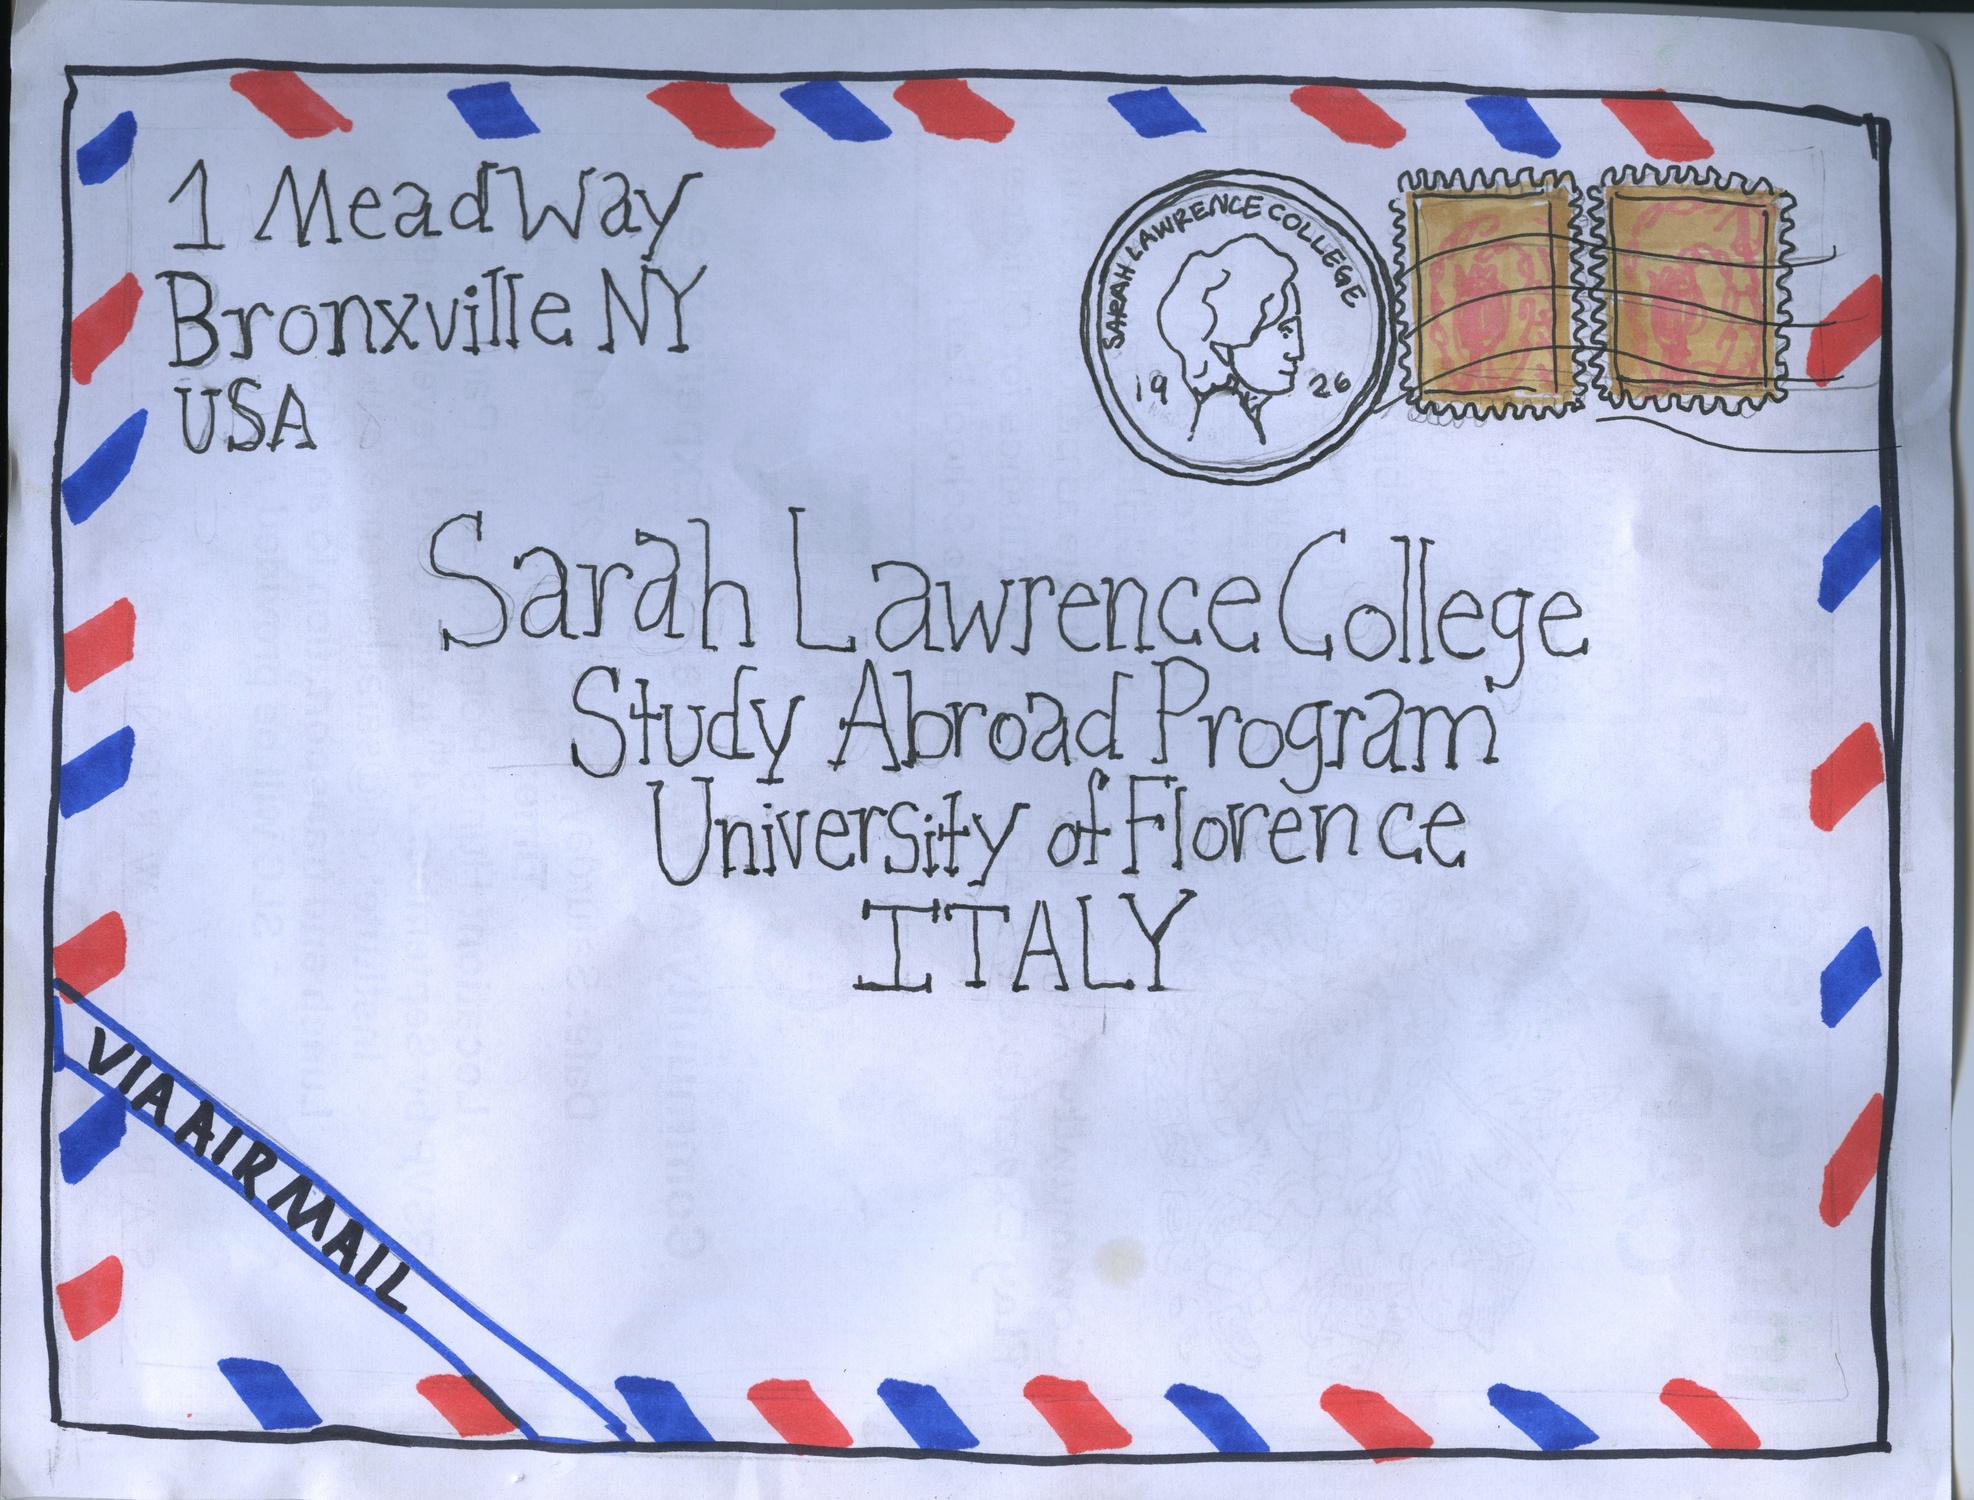 1 Mead Way
Bronxville NY
USA
SARAH LAWRENCE COLLEGE
19 26
Sarah Lawrence College
Study Abroad Program
University of Florence
ITALY
VIA AIR MAIL